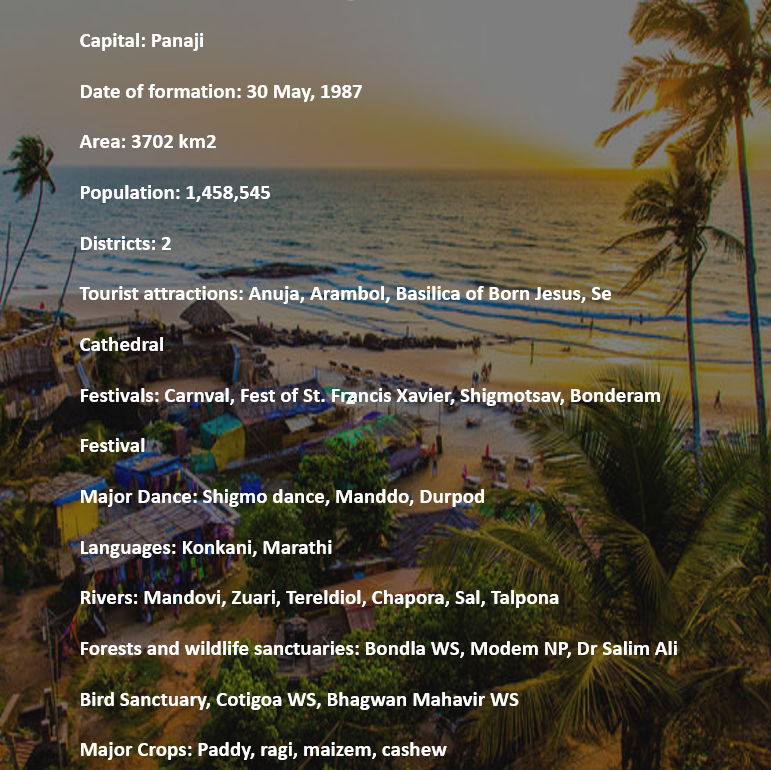 Capital: Panaji
Date of formation: 30 May, 1987
Area: 3702 km2
Population: 1,458,545
Districts: 2
Tourist attractions: Anuja, Arambol, Basilica of Born Jesus, Se
Cathedral
Festivals: Carnval, Fest of St. Francis Xavier, Shigmotsav, Bonderam
Festival
Major Dance: Shigmo dance, Manddo, Durpod
Languages: Konkani, Marathi
Rivers: Mandovi, Zuari, Tereldiol, Chapora, Sal, Talpona
Forests and wildlife sanctuaries: Bondla WS, Modem NP, Dr Salim Ali
Bird Sanctuary, Cotigoa WS, Bhagwan Mahavir WS
Major Crops: Paddy, ragi, maizem, cashew